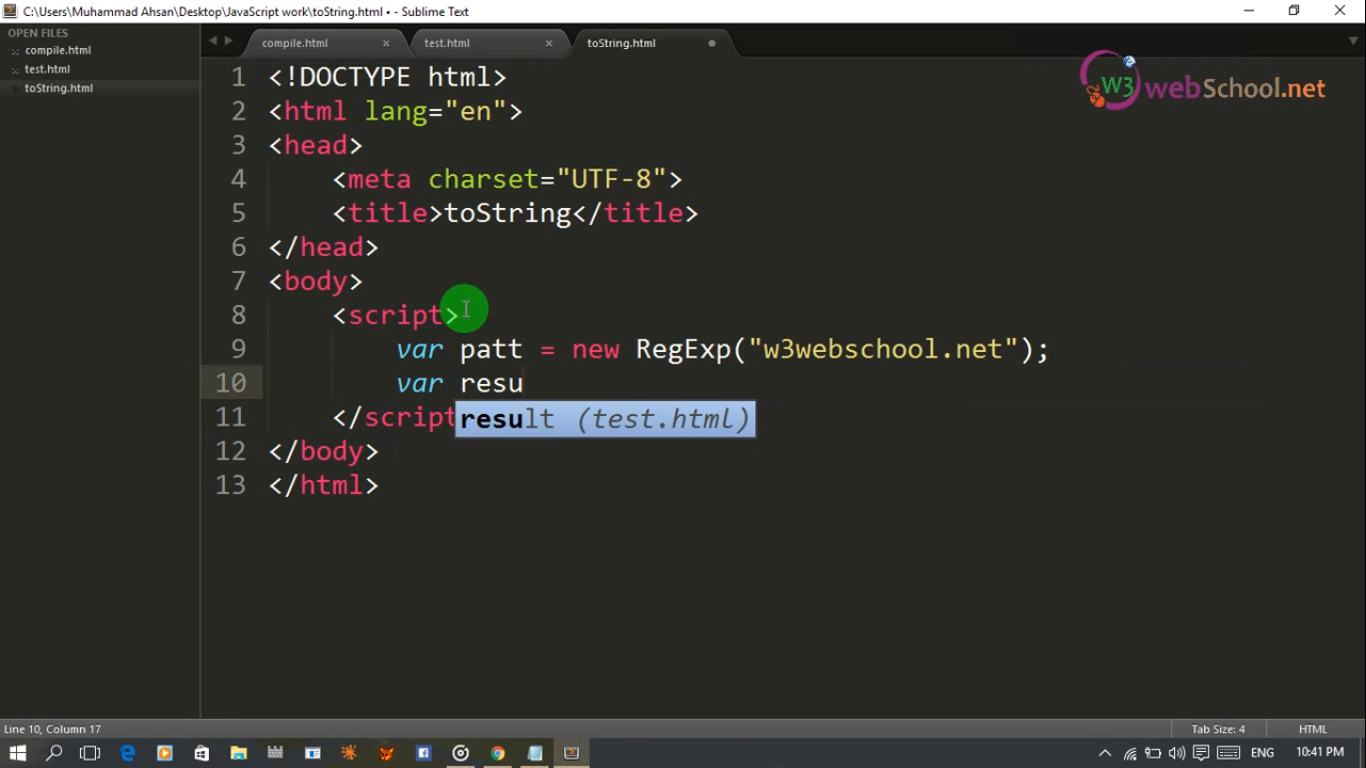 C:\Users\Muhammad Ahsan\Desktop\JavaScript work\toString.html • - Sublime Text
OPEN FILES
compile.html
test.html
toString.html
compile.html × test.html × toString.html
W3 webSchool.net
1 <!DOCTYPE html>
2 <html lang="en">
3 <head>
4 <meta charset="UTF-8">
5 <title>toString</title>
6 </head>
7 <body>
8 <script>
9 var patt = new RegExp("w3webschool.net");
10 var resu
result (test.html)
11 </script
12 </body>
13 </html>
Line 10, Column 17 Tab Size: 4 HTML
ENG 10:41 PM